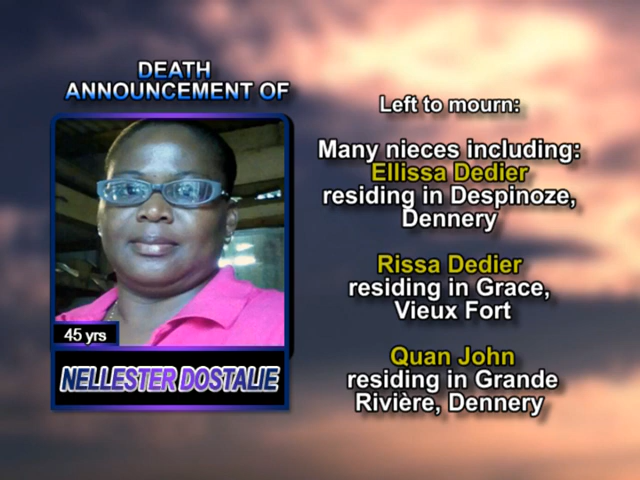 DEATH
ANNOUNCEMENT OF
45 yrs
NELLESTER DOSTALIE
Left to mourn:
Many nieces including:
Ellissa Dedier
residing in Despinoze,
Dennery
Rissa Dedier
residing in Grace,
Vieux Fort
Quan John
residing in Grande
Rivière, Dennery